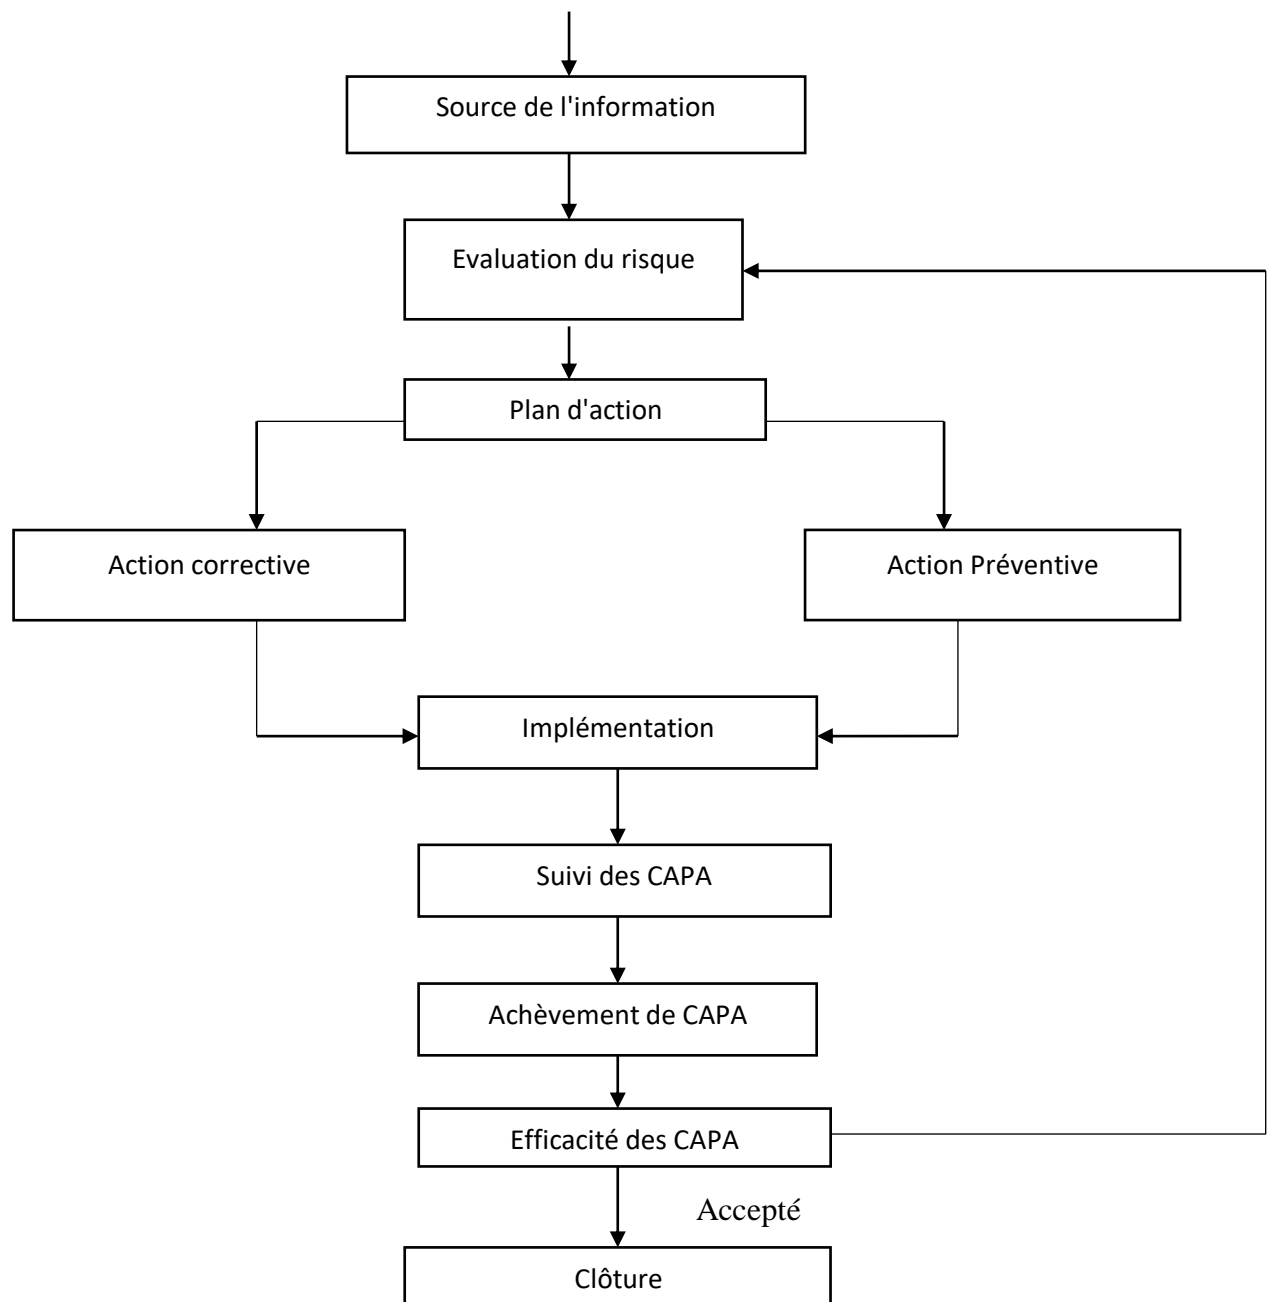 Source de l'information
Evaluation du risque
Plan d'action
Action corrective
Action Préventive
Implémentation
Suivi des CAPA
Achèvement de CAPA
Efficacité des CAPA
Accepté
Clôture